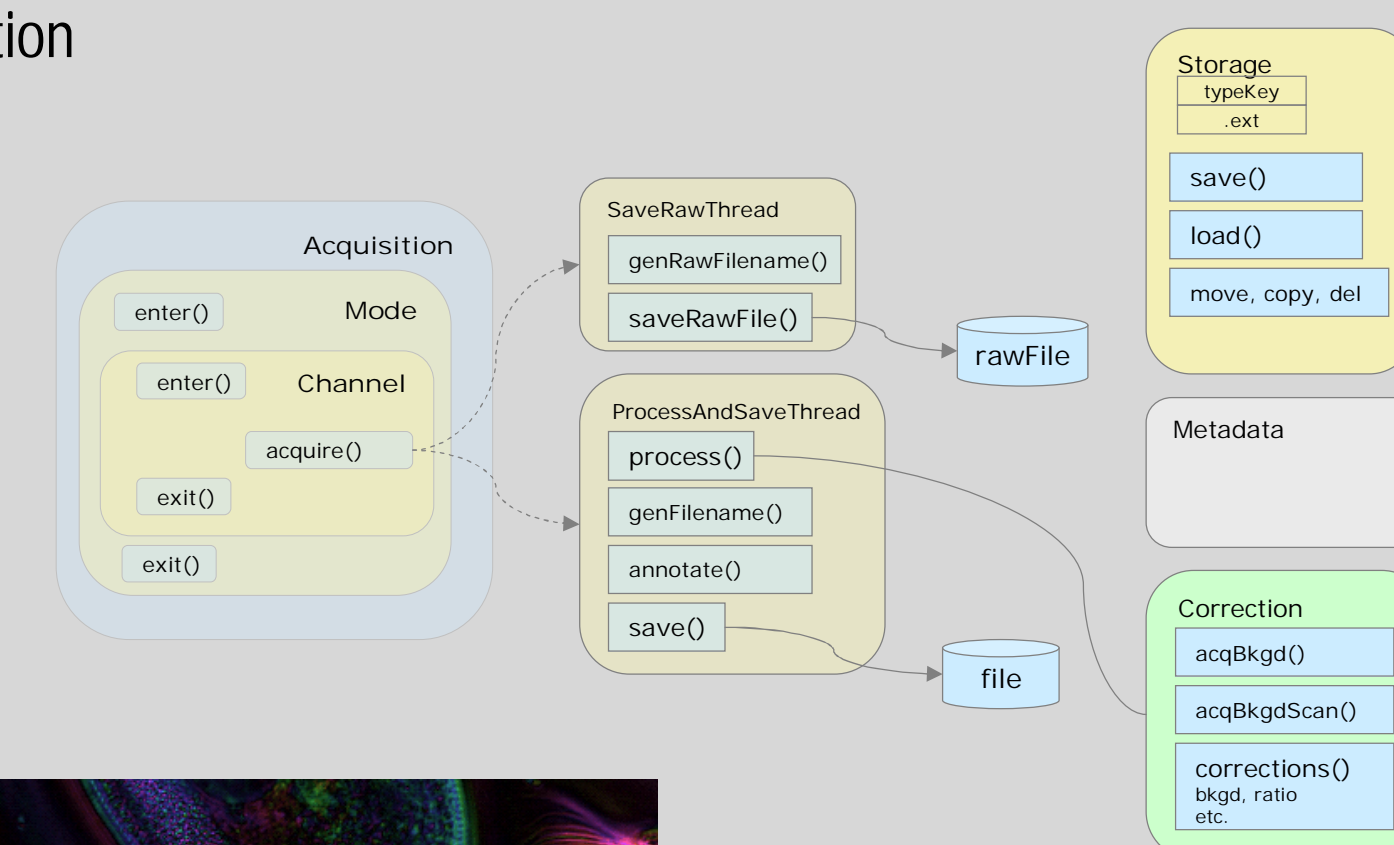 tion
Acquisition
Mode
enter()
Channel
enter()
acquire()
exit()
exit()
SaveRawThread
genRawFilename()
saveRawFile()
rawFile
ProcessAndSaveThread
process()
genFilename()
annotate()
save()
file
Storage
typeKey
.ext
save()
load()
move, copy, del
Metadata
Correction
acqBkgd()
acqBkgdScan()
corrections()
bkgd, ratio
etc.